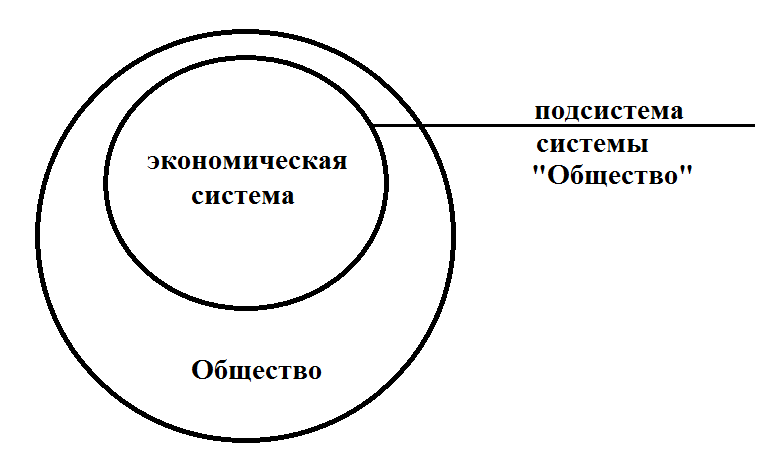 экономическая
система
подсистема
системы
"Общество"
Общество